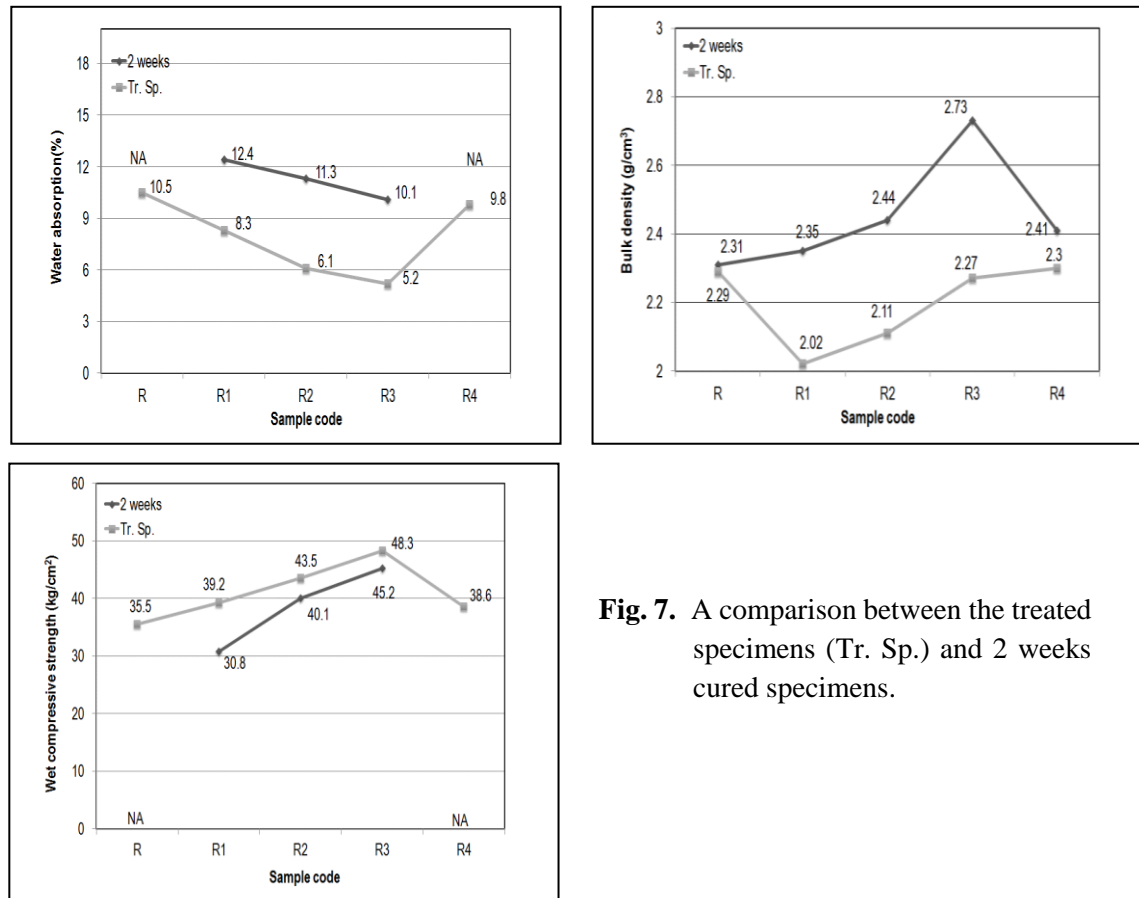 18
15
12
9
6
3
0
Water absorption(%)
2 weeks
Tr. Sp.
NA
NA
12.4
11.3
10.1
10.5
8.3
6.1
5.2
9.8
R R1 R2 R3 R4
Sample code
3
2.8
2.6
2.4
2.2
2
Bulk density (g/cm³)
2 weeks
Tr. Sp.
2.31
2.35
2.44
2.73
2.41
2.29
2.02
2.11
2.27
2.3
R R1 R2 R3 R4
Sample code
60
50
40
30
20
10
0
Wet compressive strength (kg/cm²)
2 weeks
Tr. Sp.
35.5
39.2
43.5
48.3
38.6
30.8
40.1
45.2
NA
NA
R R1 R2 R3 R4
Sample code
Fig. 7. A comparison between the treated
specimens (Tr. Sp.) and 2 weeks
cured specimens.